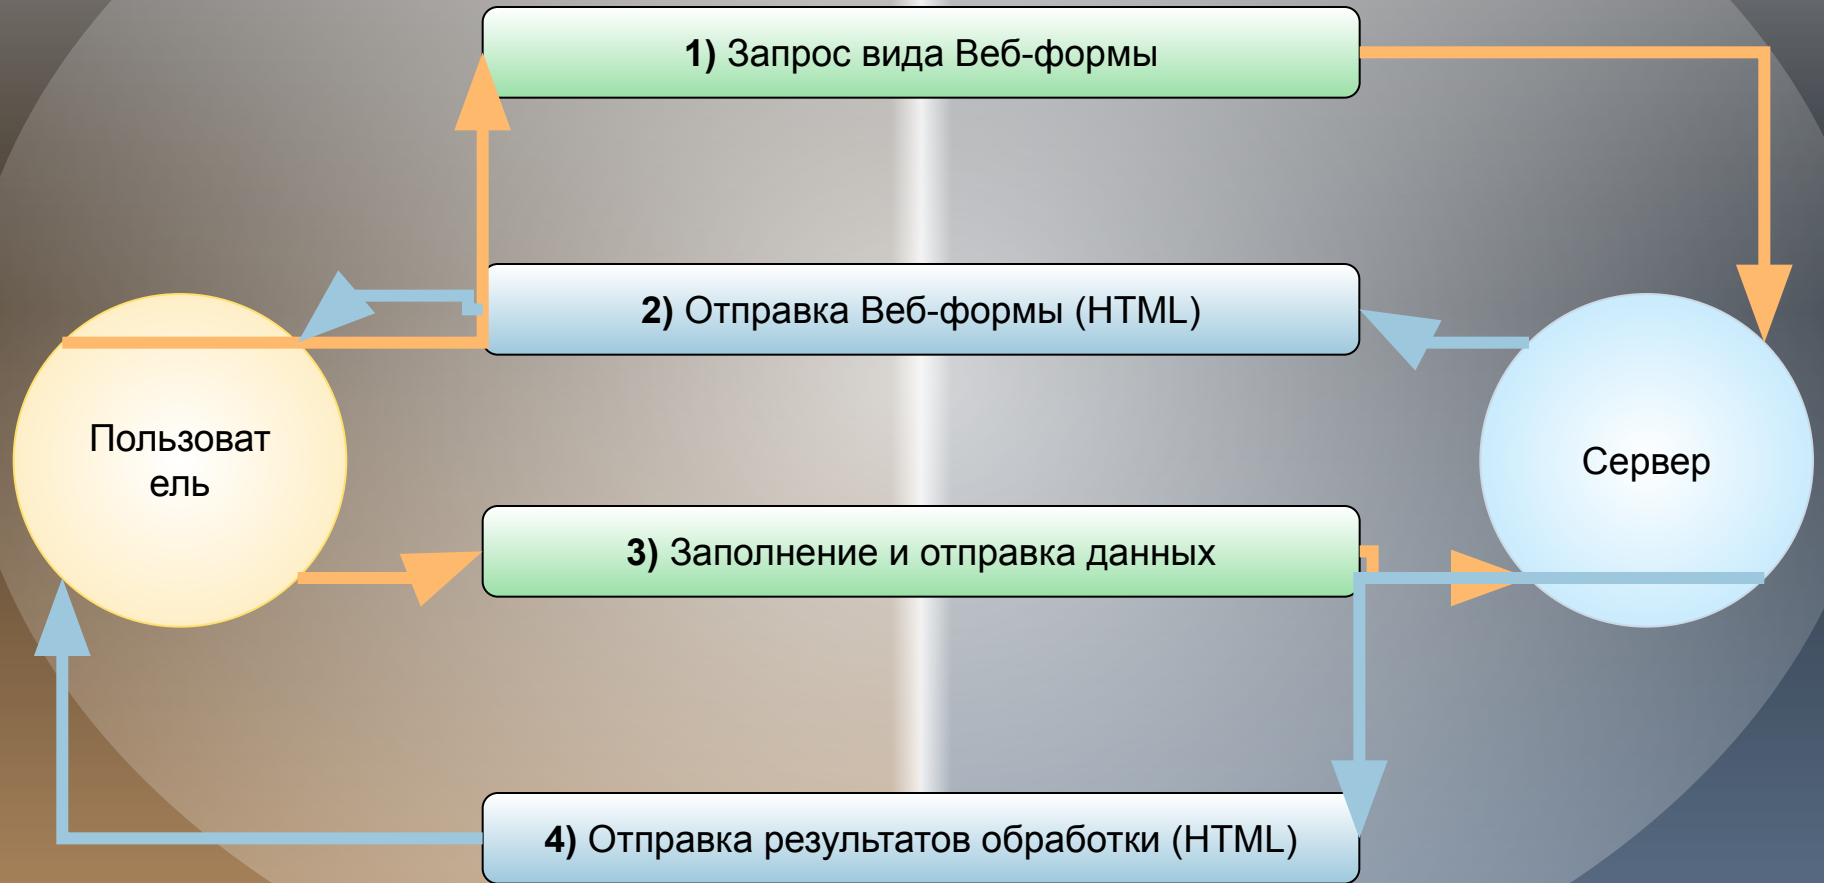 1) Запрос вида Веб-формы
2) Отправка Веб-формы (HTML)
Пользоват
ель
Сервер
3) Заполнение и отправка данных
4) Отправка результатов обработки (HTML)